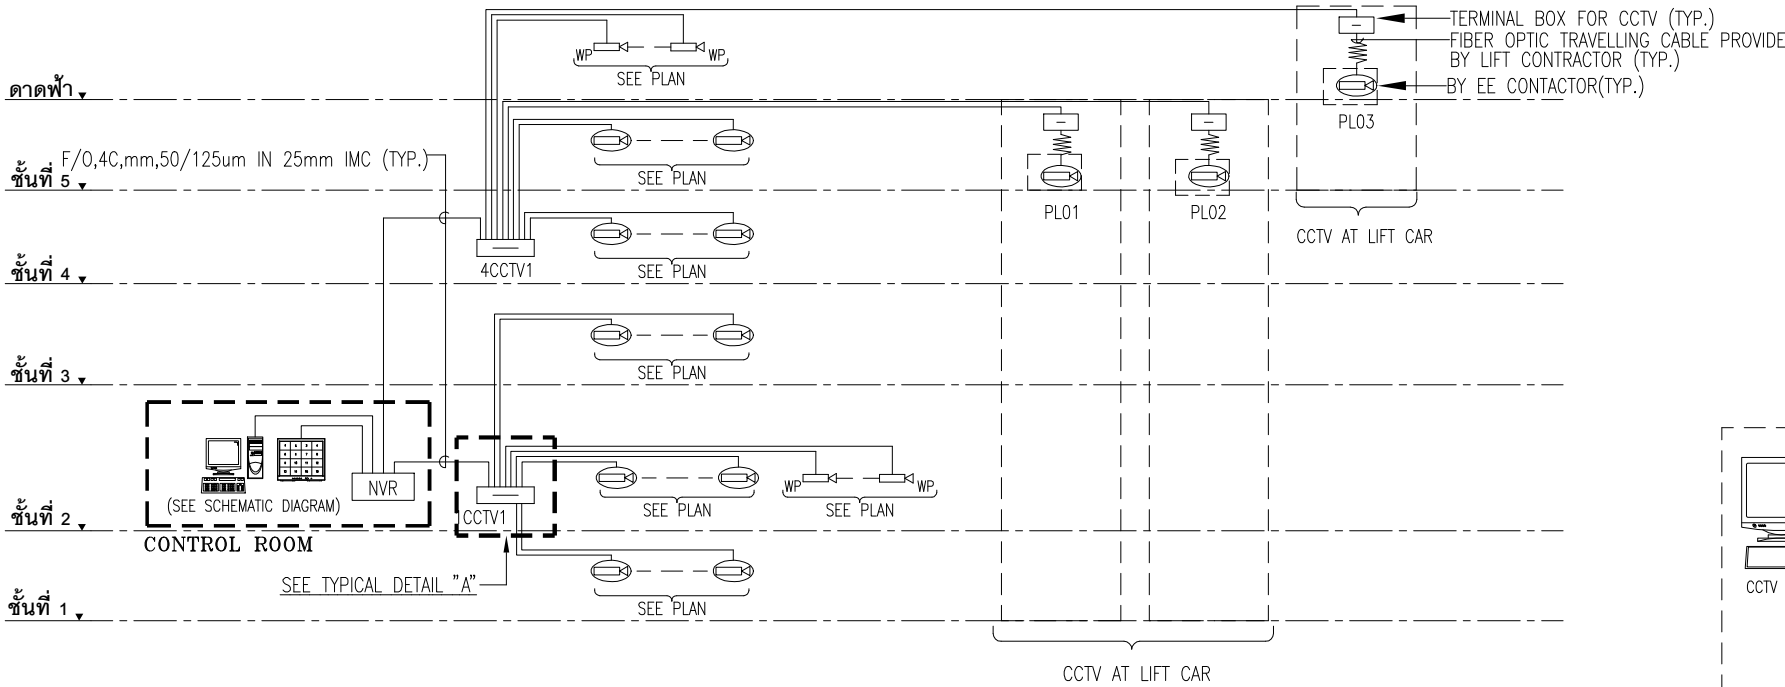 TERMINAL BOX FOR CCTV (TYP.)
FIBER OPTIC TRAVELLING CABLE PROVIDE
BY LIFT CONTRACTOR (TYP.)
BY EE CONTACTOR(TYP.)
WP
WP
SEE PLAN
ดาดฟ้า
PL03
F/O,4C,mm,50/125um IN 25mm IMC (TYP.)
SEE PLAN
ชั้นที่ 5
PL01
PL02
CCTV AT LIFT CAR
4CCTV1
SEE PLAN
ชั้นที่ 4
SEE PLAN
ชั้นที่ 3
NVR
(SEE SCHEMATIC DIAGRAM)
CCTV1
SEE PLAN
WP
WP
SEE PLAN
ชั้นที่ 2
CONTROL ROOM
SEE TYPICAL DETAIL "A"
SEE PLAN
ชั้นที่ 1
CCTV AT LIFT CAR
CCTV